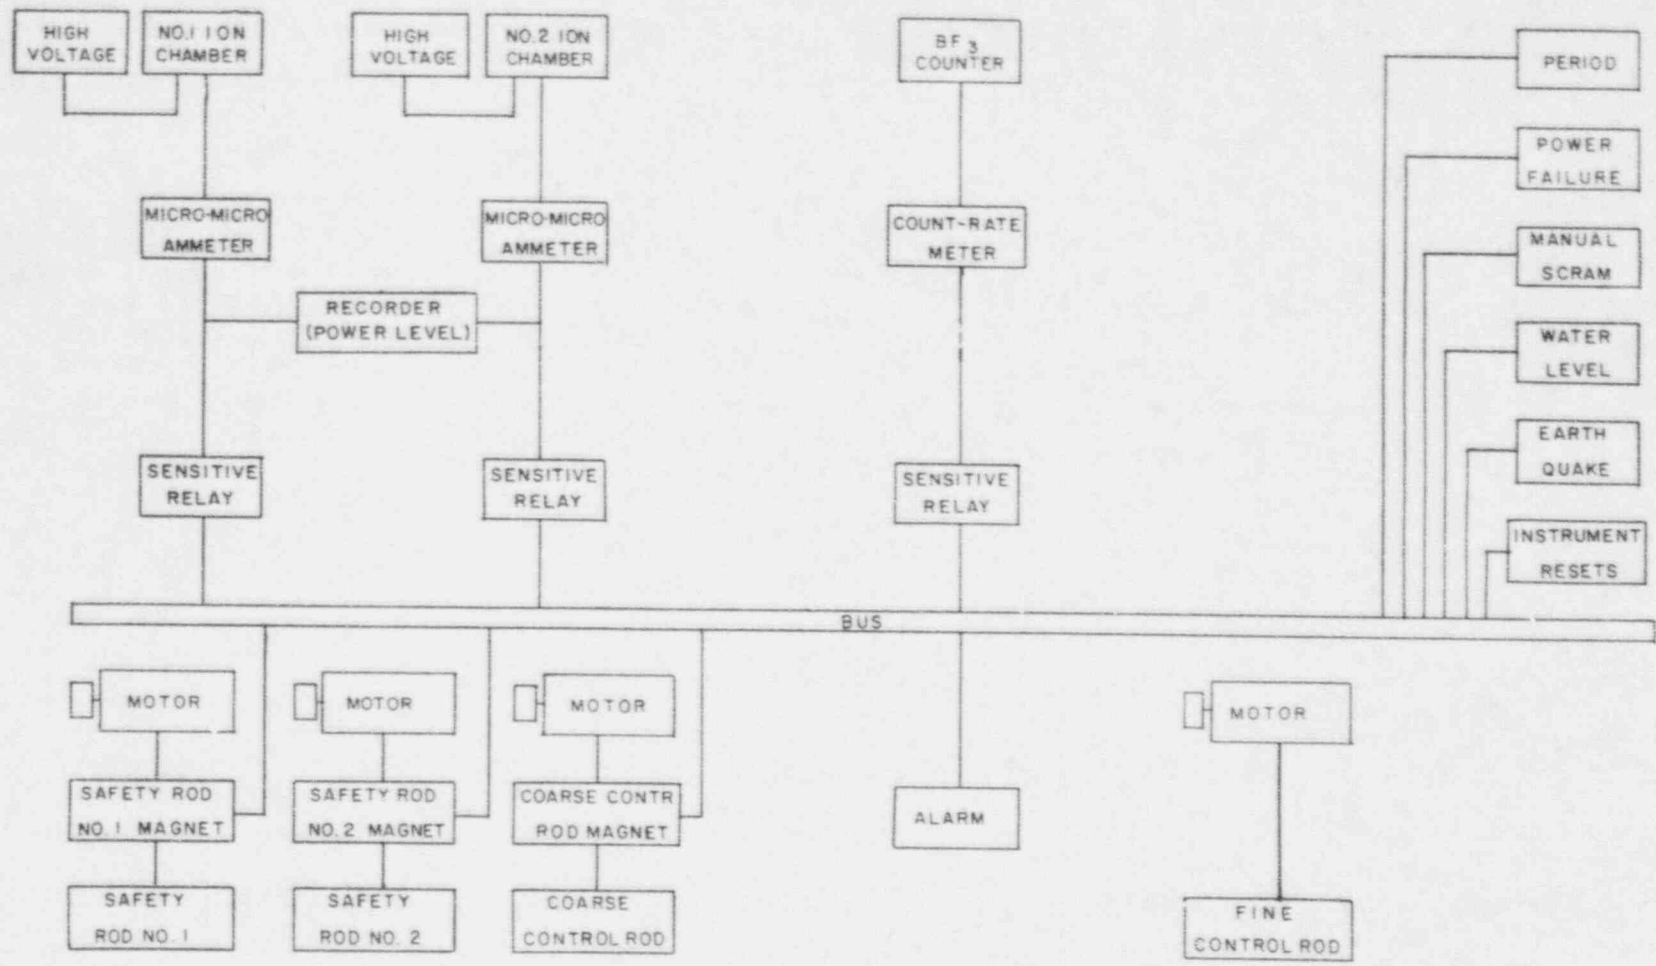 HIGH
VOLTAGE
NO.1 ION
CHAMBER
HIGH
VOLTAGE
NO.2 ION
CHAMBER
BF3
COUNTER
PERIOD
POWER
FAILURE
MICRO-MICRO
AMMETER
MICRO-MICRO
AMMETER
COUNT-RATE
METER
MANUAL
SCRAM
RECORDER
(POWER LEVEL)
WATER
LEVEL
EARTH
QUAKE
SENSITIVE
RELAY
SENSITIVE
RELAY
SENSITIVE
RELAY
INSTRUMENT
RESETS
BUS
MOTOR
MOTOR
MOTOR
MOTOR
SAFETY ROD
NO.1 MAGNET
SAFETY ROD
NO.2 MAGNET
COARSE CONTR
ROD MAGNET
ALARM
SAFETY
ROD NO.1
SAFETY
ROD NO.2
COARSE
CONTROL ROD
FINE
CONTROL ROD